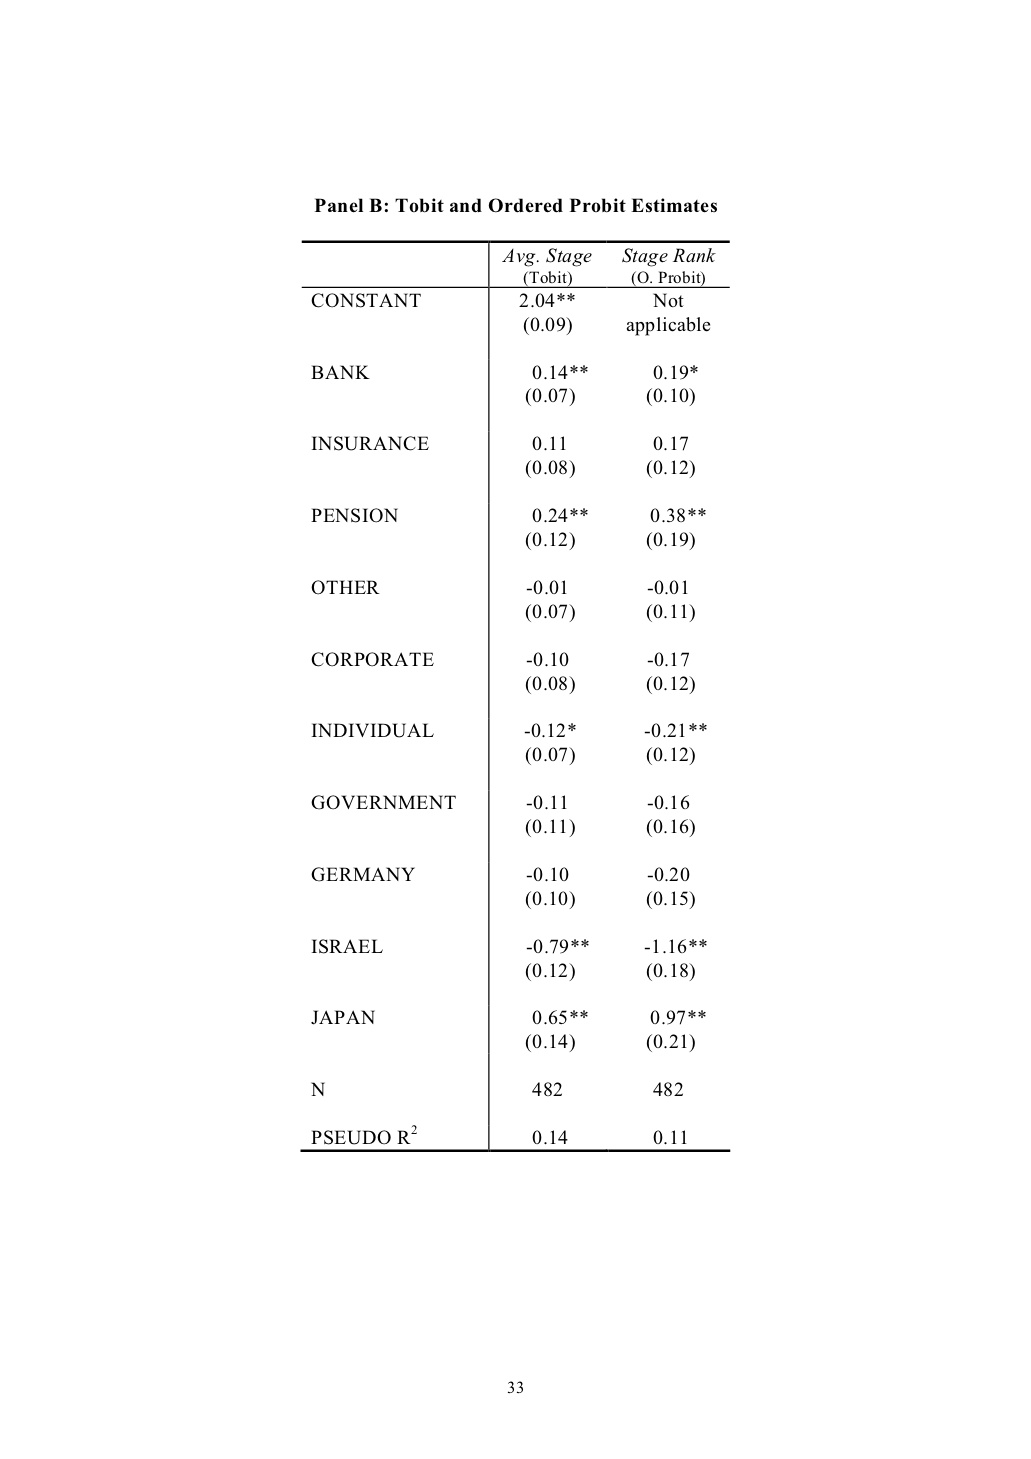 Panel B: Tobit and Ordered Probit Estimates
Avg. Stage Stage Rank
(Tobit) (O. Probit)
CONSTANT 2.04** Not
(0.09) applicable
BANK 0.14** 0.19*
(0.07) (0.10)
INSURANCE 0.11 0.17
(0.08) (0.12)
PENSION 0.24** 0.38**
(0.12) (0.19)
OTHER -0.01 -0.01
(0.07) (0.11)
CORPORATE -0.10 -0.17
(0.08) (0.12)
INDIVIDUAL -0.12* -0.21**
(0.07) (0.12)
GOVERNMENT -0.11 -0.16
(0.11) (0.16)
GERMANY -0.10 -0.20
(0.10) (0.15)
ISRAEL -0.79** -1.16**
(0.12) (0.18)
JAPAN 0.65** 0.97**
(0.14) (0.21)
N 482 482
PSEUDO R² 0.14 0.11
33